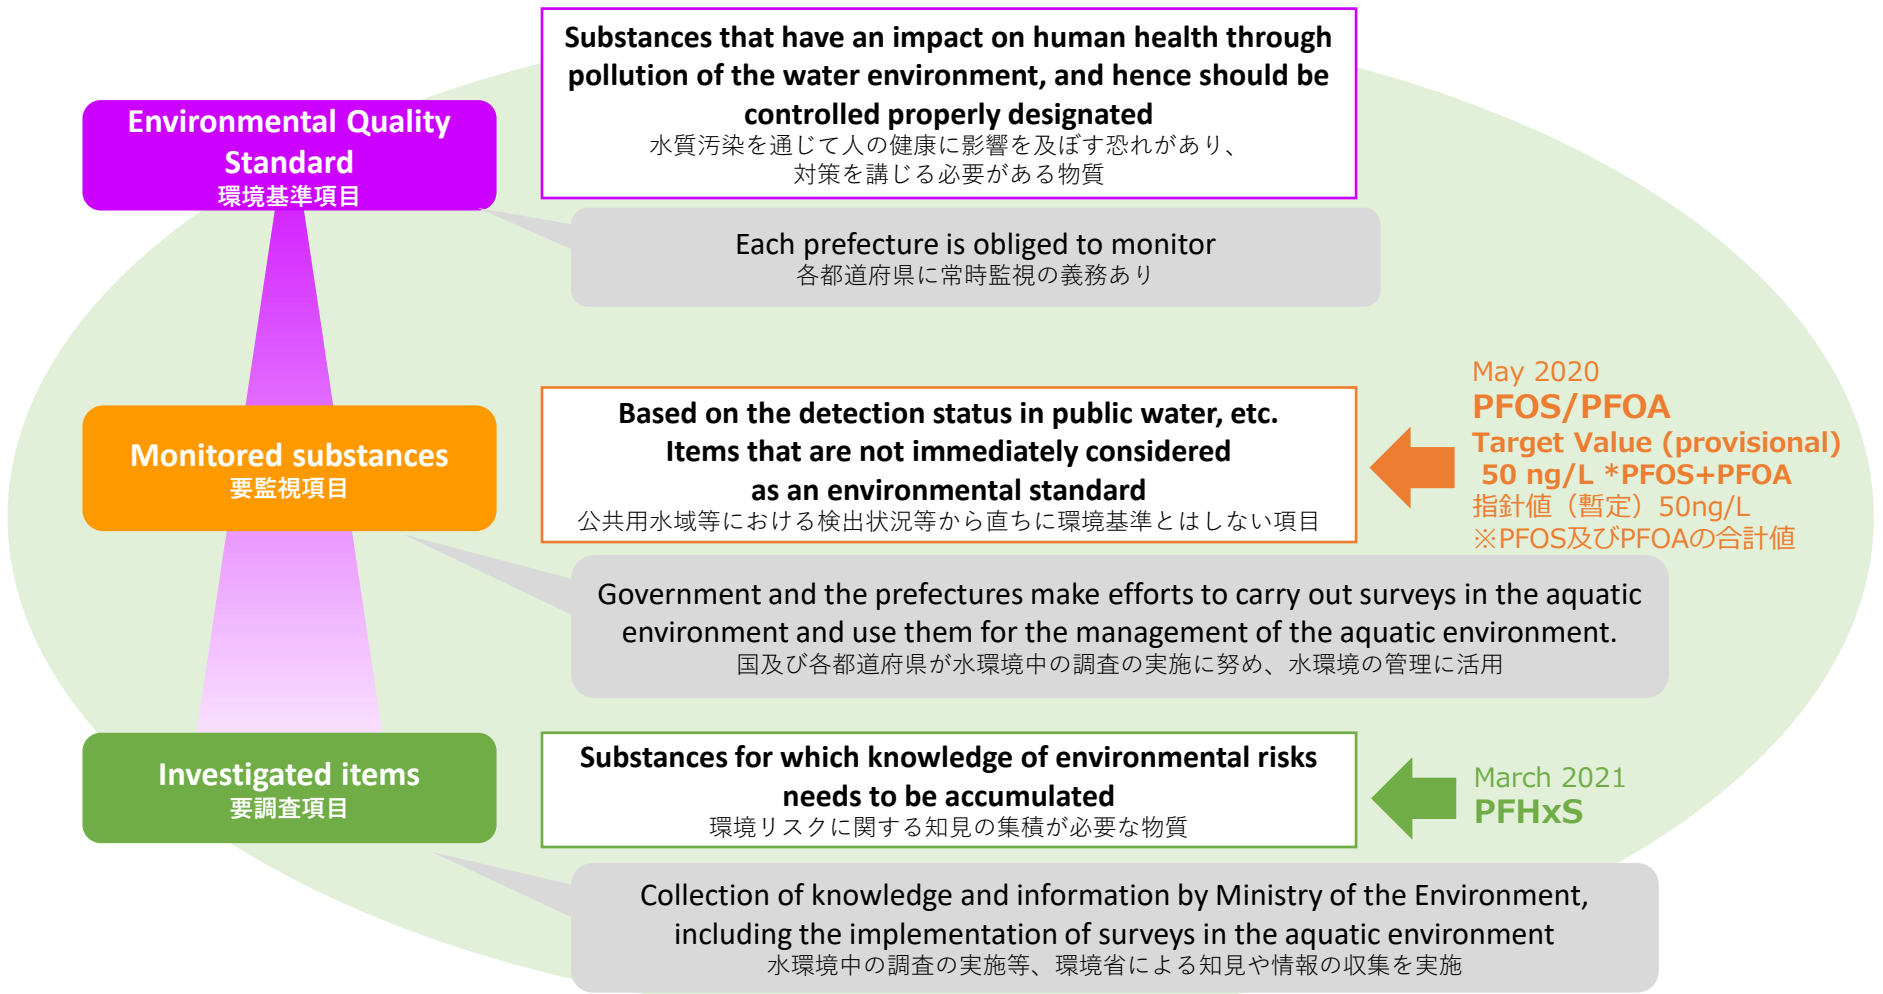 Substances that have an impact on human health through
pollution of the water environment, and hence should be
controlled properly designated
水質汚染を通じて人の健康に影響を及ぼす恐れがあり、
対策を講じる必要がある物質
Environmental Quality
Standard
環境基準項目
Each prefecture is obliged to monitor
各都道府県に常時監視の義務あり
Monitored substances
要監視項目
Based on the detection status in public water, etc.
Items that are not immediately considered
as an environmental standard
公共用水域等における検出状況等から直ちに環境基準とはしない項目
May 2020
PFOS/PFOA
Target Value (provisional)
50 ng/L *PFOS+PFOA
指針値（暫定）50ng/L
※PFOS及びPFOAの合計値
Government and the prefectures make efforts to carry out surveys in the aquatic
environment and use them for the management of the aquatic environment.
国及び各都道府県が水環境中の調査の実施に努め、水環境の管理に活用
Investigated items
要調査項目
Substances for which knowledge of environmental risks
needs to be accumulated
環境リスクに関する知見の集積が必要な物質
March 2021
PFHxS
Collection of knowledge and information by Ministry of the Environment,
including the implementation of surveys in the aquatic environment
水環境中の調査の実施等、環境省による知見や情報の収集を実施